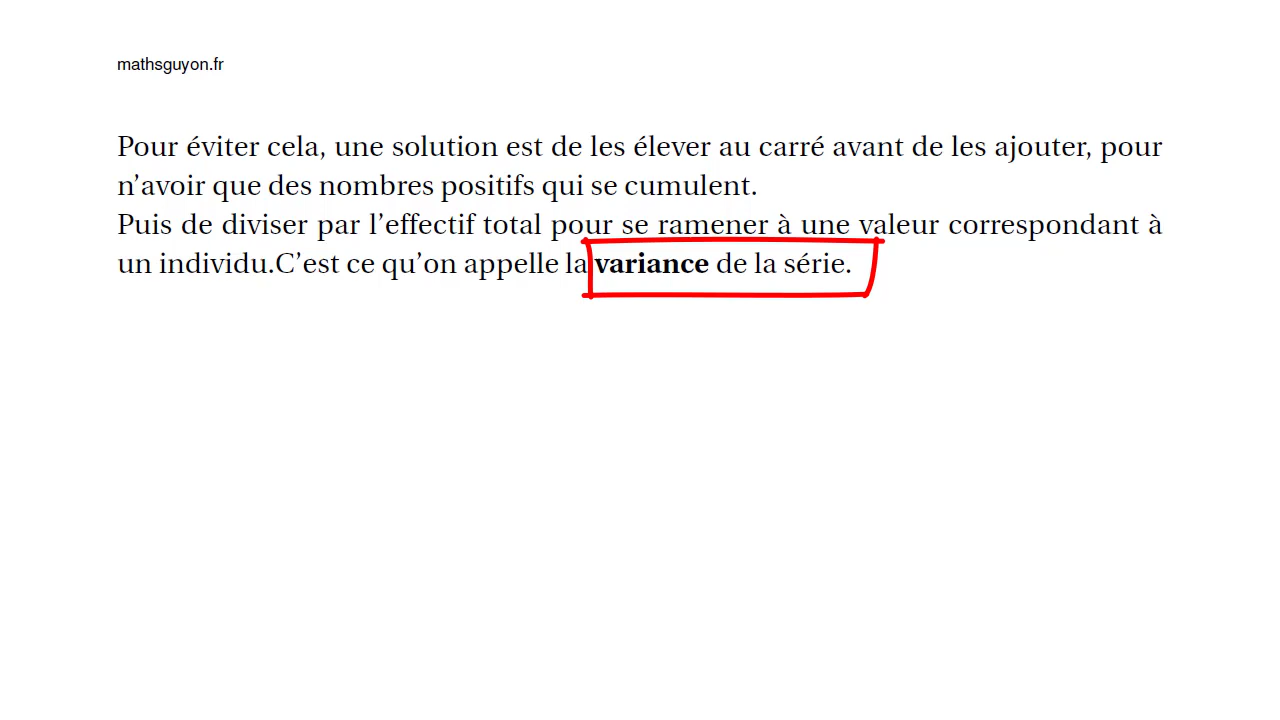 mathsguyon.fr
Pour éviter cela, une solution est de les élever au carré avant de les ajouter, pour
n’avoir que des nombres positifs qui se cumulent.
Puis de diviser par l’effectif total pour se ramener à une valeur correspondant à
un individu.C’est ce qu’on appelle la variance de la série.